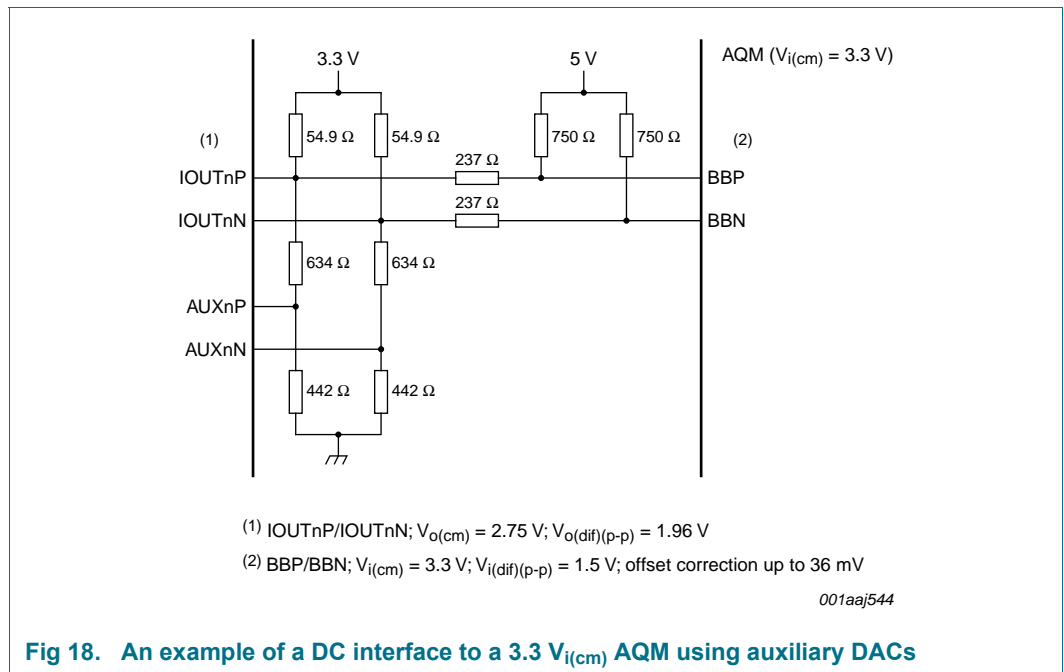 3.3 V
5 V
AQM (Vi(cm) = 3.3 V)
(1)
54.9 Ω
54.9 Ω
750 Ω
750 Ω
(2)
237 Ω
IOUTnP
BBP
237 Ω
IOUTnN
BBN
634 Ω
634 Ω
AUXnP
AUXnN
442 Ω
442 Ω
(1) IOUTnP/IOUTnN; Vo(cm) = 2.75 V; Vo(dif)(p-p) = 1.96 V
(2) BBP/BBN; Vi(cm) = 3.3 V; Vi(dif)(p-p) = 1.5 V; offset correction up to 36 mV
001aaj544
Fig 18. An example of a DC interface to a 3.3 Vi(cm) AQM using auxiliary DACs